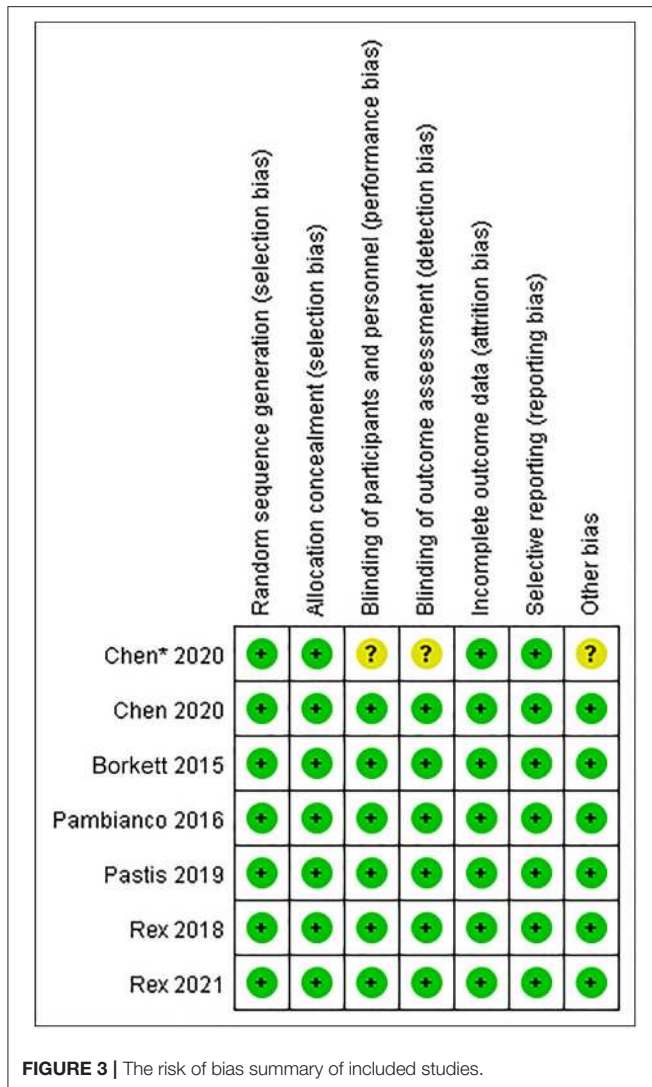 Random sequence generation (selection bias)
Allocation concealment (selection bias)
Blinding of participants and personnel (performance bias)
Blinding of outcome assessment (detection bias)
Incomplete outcome data (attrition bias)
Selective reporting (reporting bias)
Other bias
Chen* 2020 + + ? ? + + ?
Chen 2020 + + + + + + +
Borkett 2015 + + + + + + +
Pambianco 2016 + + + + + + +
Pastis 2019 + + + + + + +
Rex 2018 + + + + + + +
Rex 2021 + + + + + + +
FIGURE 3 | The risk of bias summary of included studies.